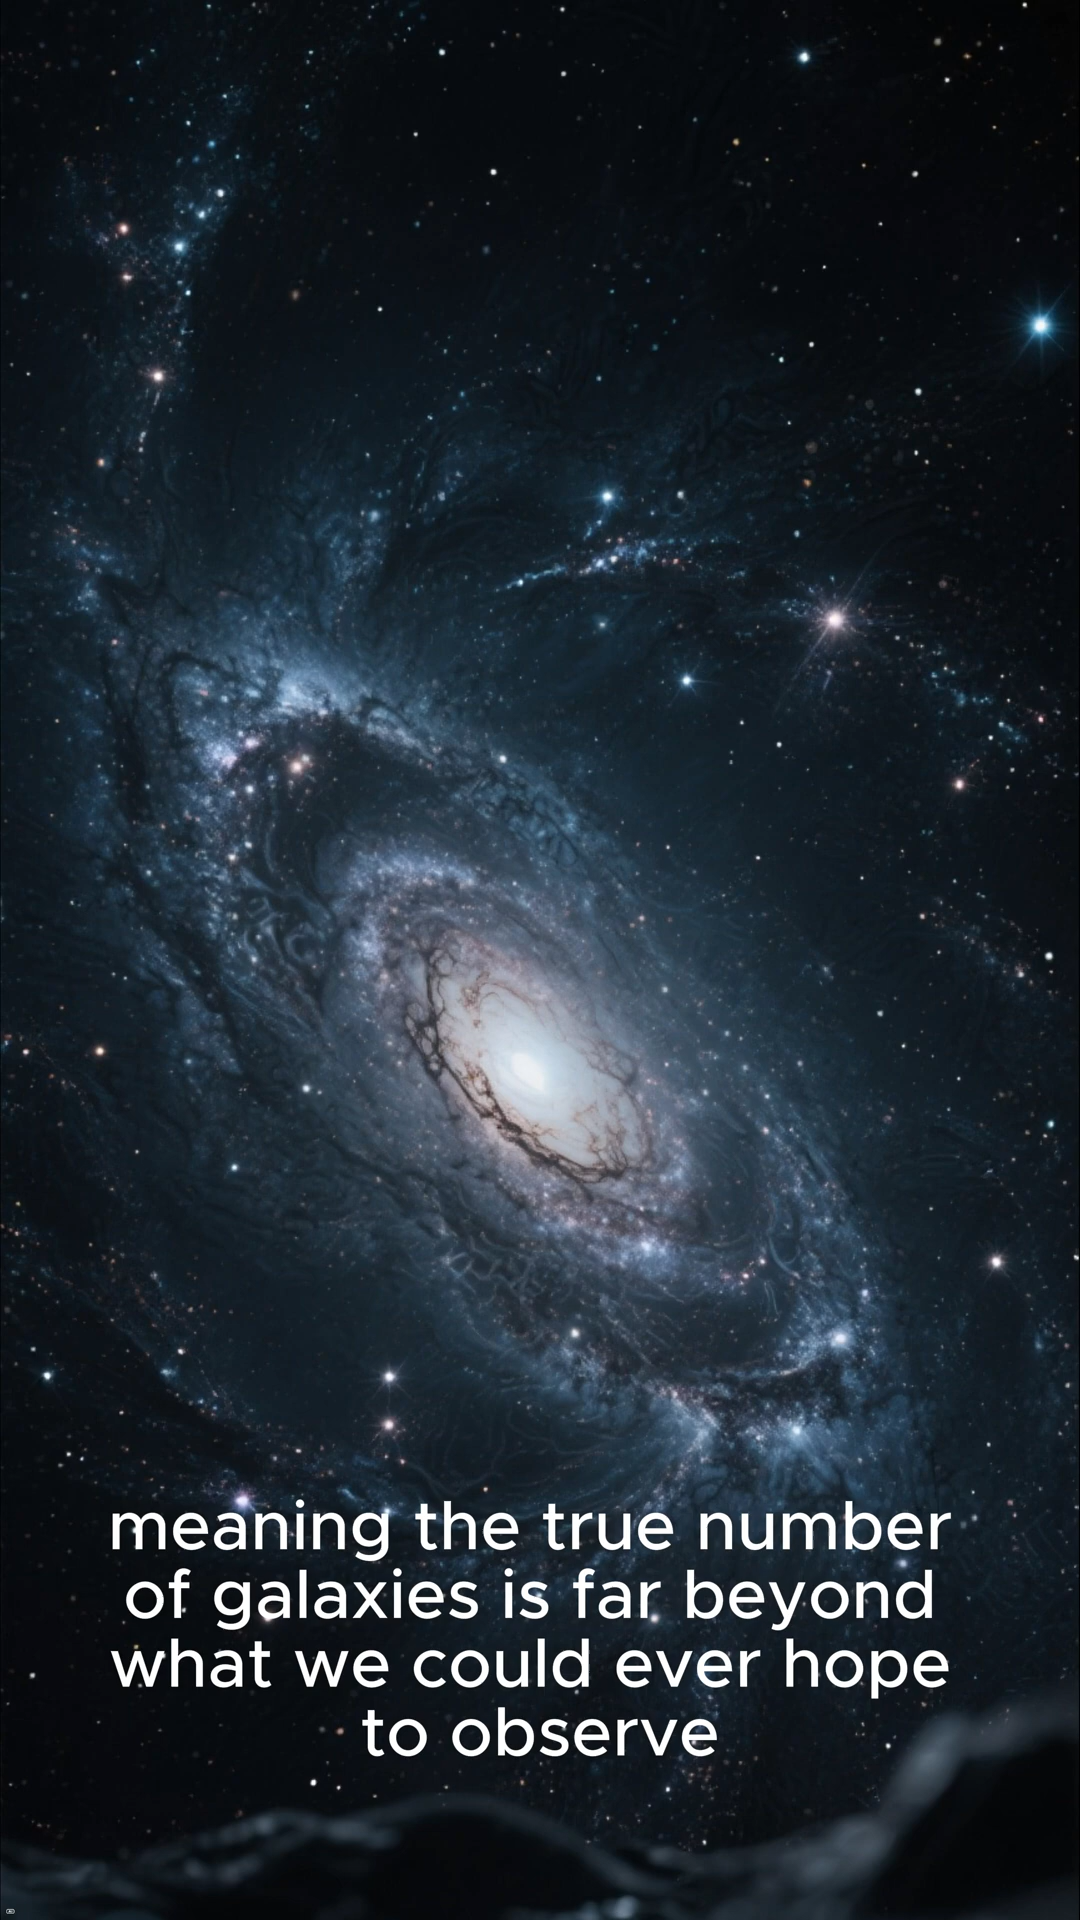 meaning the true number
of galaxies is far beyond
what we could ever hope
to observe